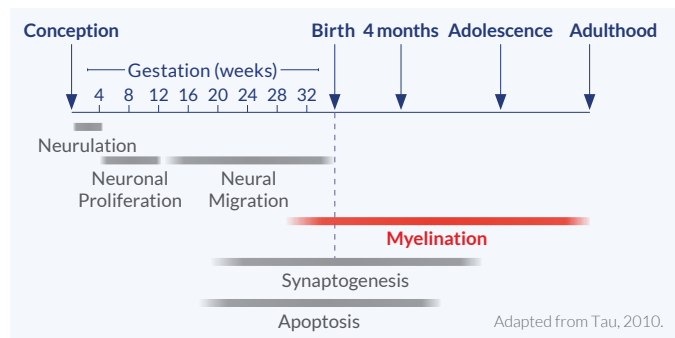 Conception Birth 4 months Adolescence Adulthood
Gestation (weeks)
4 8 12 16 20 24 28 32
Neurulation
Neuronal Proliferation
Neural Migration
Myelination
Synaptogenesis
Apoptosis
Adapted from Tau, 2010.